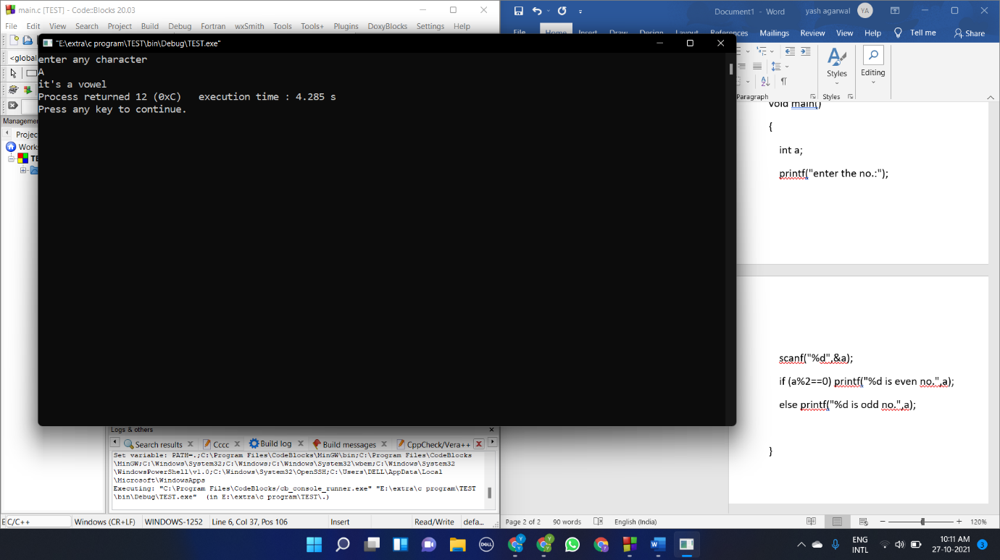 main.c [TEST] - Code::Blocks 20.03
File Edit View Search Project Build Debug Fortran wxSmith Tools Tools+ Plugins DoxyBlocks Settings Help
<global
Management
Projec
Works
TE
"E:\extra\c program\TEST\bin\Debug\TEST.exe"
enter any character
A
it's a vowel
Process returned 12 (0xC)   execution time : 4.285 s
Press any key to continue.
Logs & others
Search results Cccc Build log Build messages CppCheck/Vera++
Set variable: PATH=.;C:\Program Files\CodeBlocks\MinGW\bin;C:\Program Files\CodeBlocks
\MinGW;C:\Windows\System32;C:\Windows;C:\Windows\System32\wbem;C:\Windows\System32
\WindowsPowerShell\v1.0;C:\Windows\System32\OpenSSH;C:\Users\DELL\AppData\Local
\Microsoft\WindowsApps
Executing: "C:\Program Files\CodeBlocks/cb_console_runner.exe" "E:\extra\c program\TEST
\bin\Debug\TEST.exe"  (in E:\extra\c program\TEST\.)
E C/C++ Windows (CR+LF) WINDOWS-1252 Line 6, Col 37, Pos 106 Insert Read/Write defa...
Document1 - Word yash agarwal YA
File Home Insert Draw Design Layout References Mailings Review View Help Tell me Share
Styles
Editing
Paragraph Styles
void main()
{
int a;
printf("enter the no.:");
scanf("%d",&a);
if (a%2==0) printf("%d is even no.",a);
else printf("%d is odd no.",a);
}
Page 2 of 2 90 words English (India) 120%
DELL
ENG
INTL
10:11 AM
27-10-2021
3